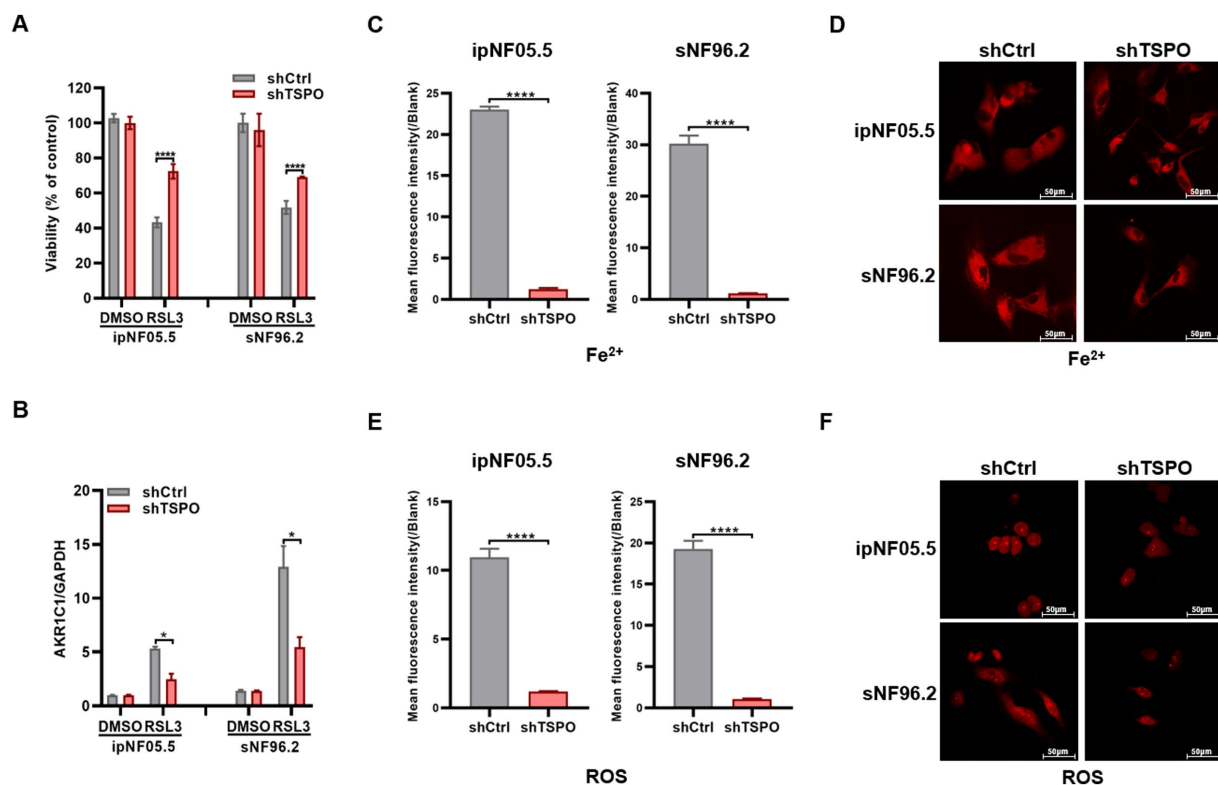 A
shCtrl
shTSPO
Viability (% of control)
120
100
80
60
40
20
0
****
****
DMSO RSL3
DMSO RSL3
ipNF05.5
sNF96.2
C
ipNF05.5
sNF96.2
Mean fluorescence intensity(/Blank)
25
20
15
10
5
0
****
shCtrl shTSPO
Mean fluorescence intensity(/Blank)
40
30
20
10
0
****
shCtrl shTSPO
Fe²⁺
D
shCtrl
shTSPO
ipNF05.5
50μm
50μm
sNF96.2
50μm
50μm
Fe²⁺
B
shCtrl
shTSPO
AKR1C1/GAPDH
20
15
10
5
0
*
*
DMSO RSL3
DMSO RSL3
ipNF05.5
sNF96.2
E
ipNF05.5
sNF96.2
Mean fluorescence intensity(/Blank)
15
10
5
0
****
shCtrl shTSPO
Mean fluorescence intensity(/Blank)
25
20
15
10
5
0
****
shCtrl shTSPO
ROS
F
shCtrl
shTSPO
ipNF05.5
50μm
50μm
sNF96.2
50μm
50μm
ROS